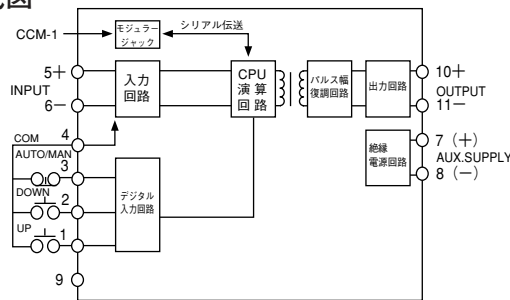 図
CCM-1
モジュラー
ジャック
シリアル伝送
5+
INPUT
6−
入力
回路
CPU
演算
回路
パルス幅
復調回路
出力回路
10+
OUTPUT
11−
COM
4
AUTO/MAN
3
DOWN
2
UP
1
9
デジタル
入力回路
絶縁
電源回路
7（+）
AUX.SUPPLY
8（−）